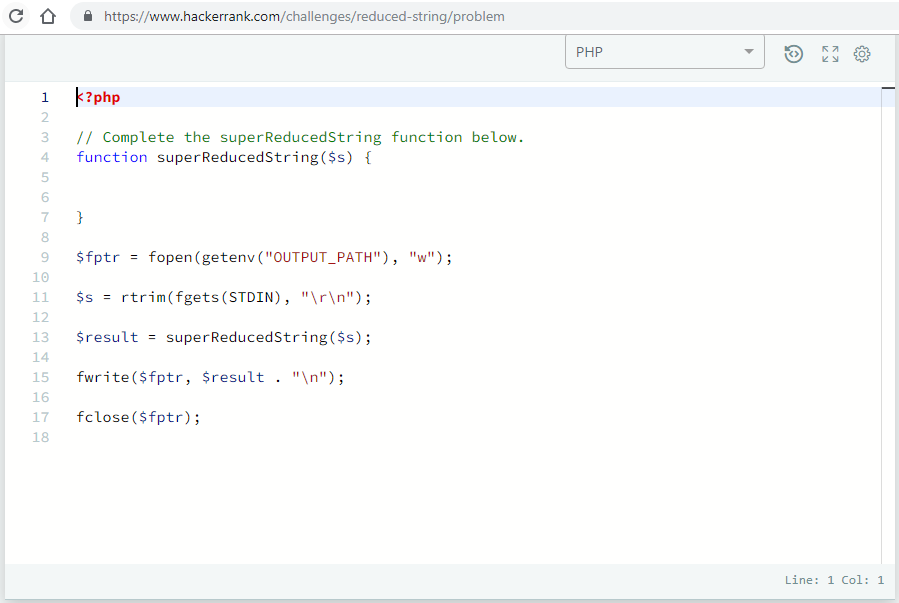 https://www.hackerrank.com/challenges/reduced-string/problem
PHP
1 <?php
2
3 // Complete the superReducedString function below.
4 function superReducedString($s) {
5
6
7 }
8
9 $fptr = fopen(getenv("OUTPUT_PATH"), "w");
10
11 $s = rtrim(fgets(STDIN), "\r\n");
12
13 $result = superReducedString($s);
14
15 fwrite($fptr, $result . "\n");
16
17 fclose($fptr);
18
Line: 1 Col: 1